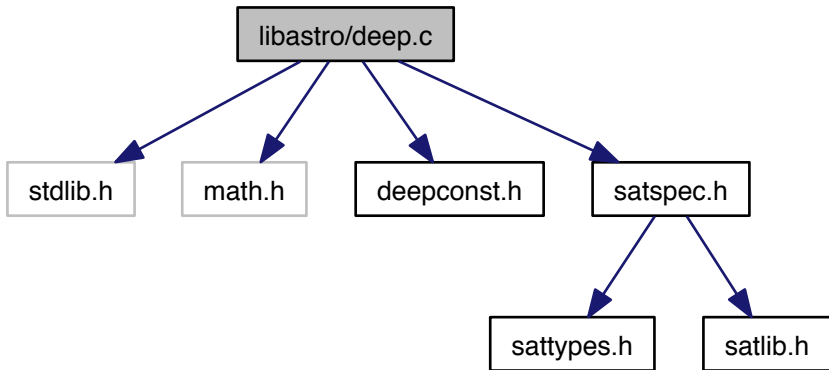 libastro/deep.c
stdlib.h
math.h
deepconst.h
satspec.h
sattypes.h
satlib.h